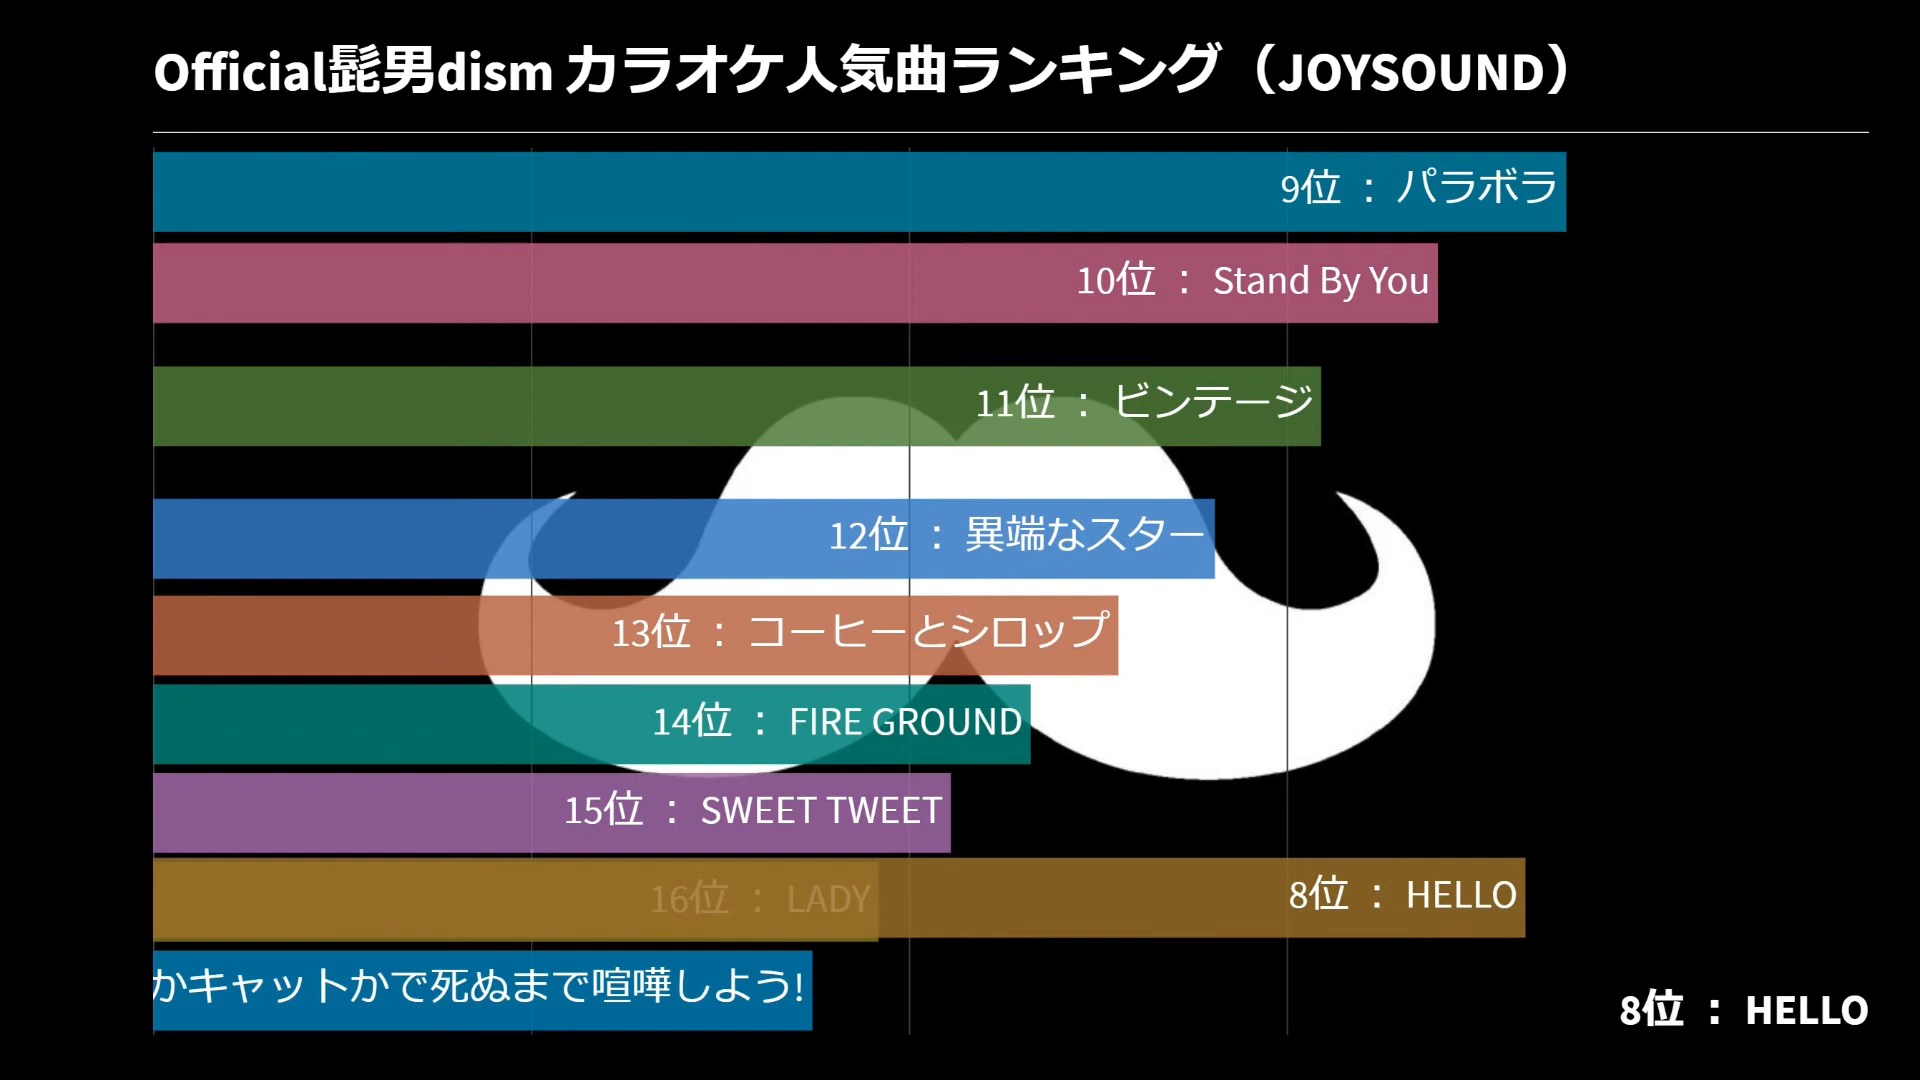 Official髭男dism カラオケ人気曲ランキング（JOYSOUND）
9位 ： パラボラ
10位 ： Stand By You
11位 ： ビンテージ
12位 ： 異端なスター
13位 ： コーヒーとシロップ
14位 ： FIRE GROUND
15位 ： SWEET TWEET
16位 ： LADY
8位 ： HELLO
かキャットかで死ぬまで喧嘩しよう!
8位 ： HELLO